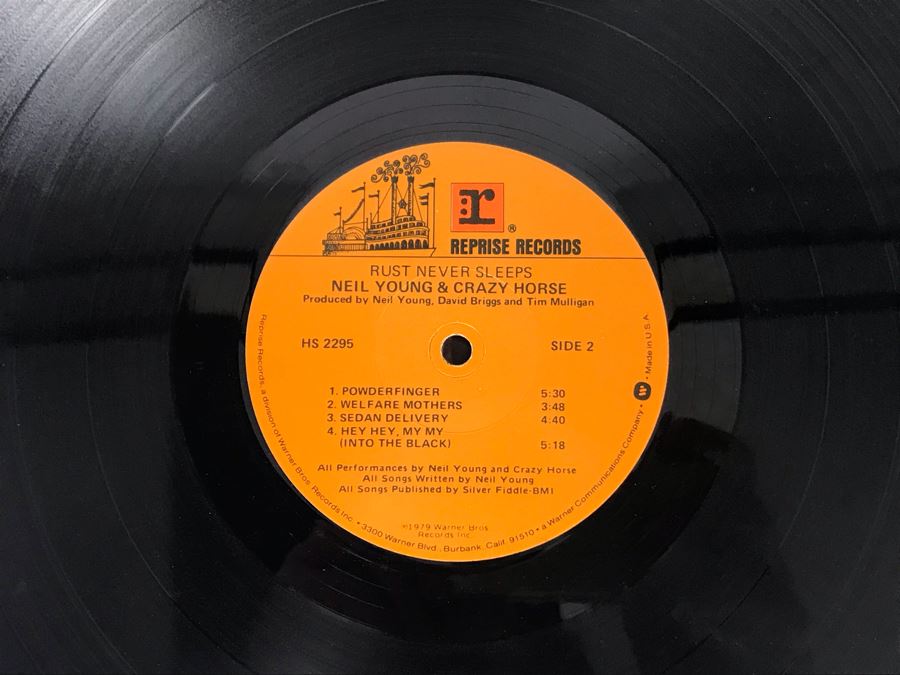 r®
REPRISE RECORDS
RUST NEVER SLEEPS
NEIL YOUNG & CRAZY HORSE
Produced by Neil Young, David Briggs and Tim Mulligan
HS 2295
SIDE 2
1. POWDERFINGER 5:30
2. WELFARE MOTHERS 3:48
3. SEDAN DELIVERY 4:40
4. HEY HEY, MY MY
(INTO THE BLACK) 5:18
All Performances by Neil Young and Crazy Horse
All Songs Written by Neil Young
All Songs Published by Silver Fiddle-BMI
℗1979 Warner Bros.
Records Inc.
Reprise Records, a division of Warner Bros. Records Inc. • 3300 Warner Blvd., Burbank, Calif. 91510 • a Warner Communications Company • W • Made in U.S.A.